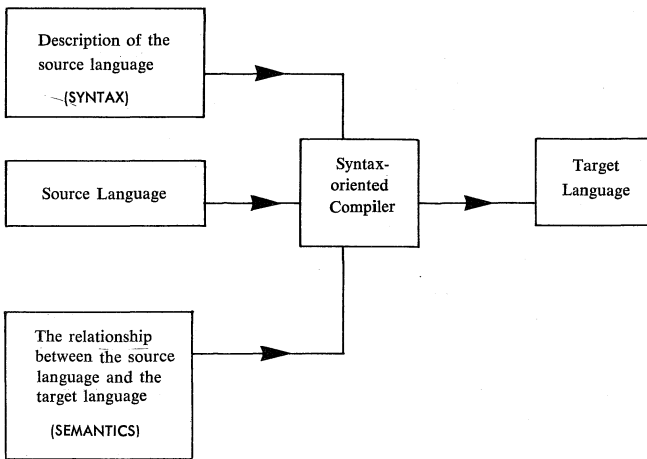 Description of the
source language
(SYNTAX)
Source Language
Syntax-
oriented
Compiler
Target
Language
The relationship
between the source
language and the
target language
(SEMANTICS)